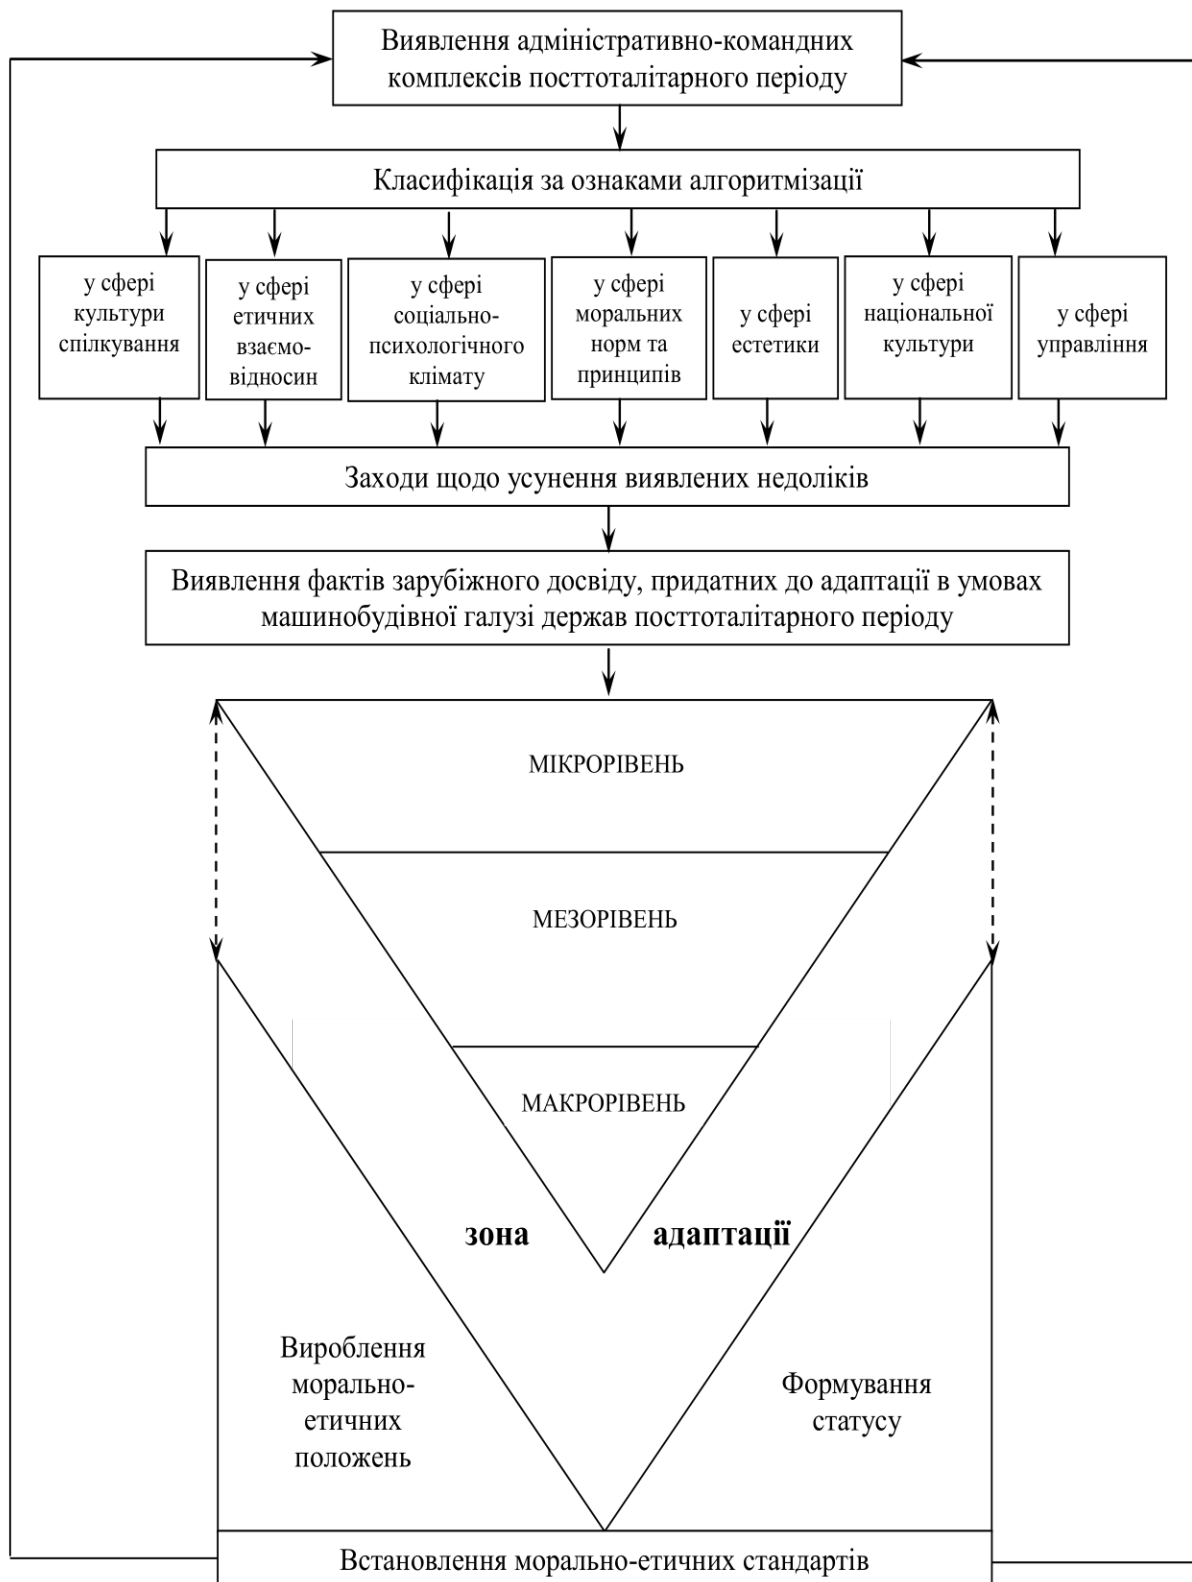 Виявлення адміністративно-командних
комплексів посттоталітарного періоду
Класифікація за ознаками алгоритмізації
у сфері
культури
спілкування
у сфері
етичних
взаємо-
відносин
у сфері
соціально-
психологічного
клімату
у сфері
моральних
норм та
принципів
у сфері
естетики
у сфері
національної
культури
у сфері
управління
Заходи щодо усунення виявлених недоліків
Виявлення фактів зарубіжного досвіду, придатних до адаптації в умовах
машинобудівної галузі держав посттоталітарного періоду
МІКРОРІВЕНЬ
МЕЗОРІВЕНЬ
МАКРОРІВЕНЬ
зона адаптації
Вироблення
морально-
етичних
положень
Формування
статусу
Встановлення морально-етичних стандартів